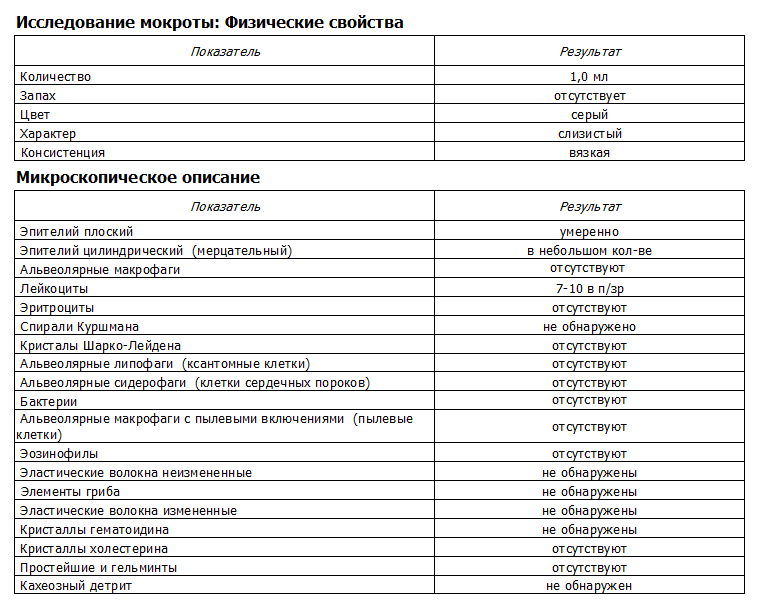 Исследование мокроты: Физические свойства
Показатель Результат
Количество 1,0 мл
Запах отсутствует
Цвет серый
Характер слизистый
Консистенция вязкая
Микроскопическое описание
Показатель Результат
Эпителий плоский умеренно
Эпителий цилиндрический (мерцательный) в небольшом кол-ве
Альвеолярные макрофаги отсутствуют
Лейкоциты 7-10 в п/зр
Эритроциты отсутствуют
Спирали Куршмана не обнаружено
Кристалы Шарко-Лейдена отсутствуют
Альвеолярные липофаги (ксантомные клетки) отсутствуют
Альвеолярные сидерофаги (клетки сердечных пороков) отсутствуют
Бактерии отсутствуют
Альвеолярные макрофаги с пылевыми включениями (пылевые
клетки) отсутствуют
Эозинофилы отсутствуют
Эластические волокна неизмененные не обнаружены
Элементы гриба не обнаружены
Эластические волокна измененные не обнаружены
Кристаллы гематоидина не обнаружены
Кристаллы холестерина отсутствуют
Простейшие и гельминты отсутствуют
Кахеозный детрит не обнаружен